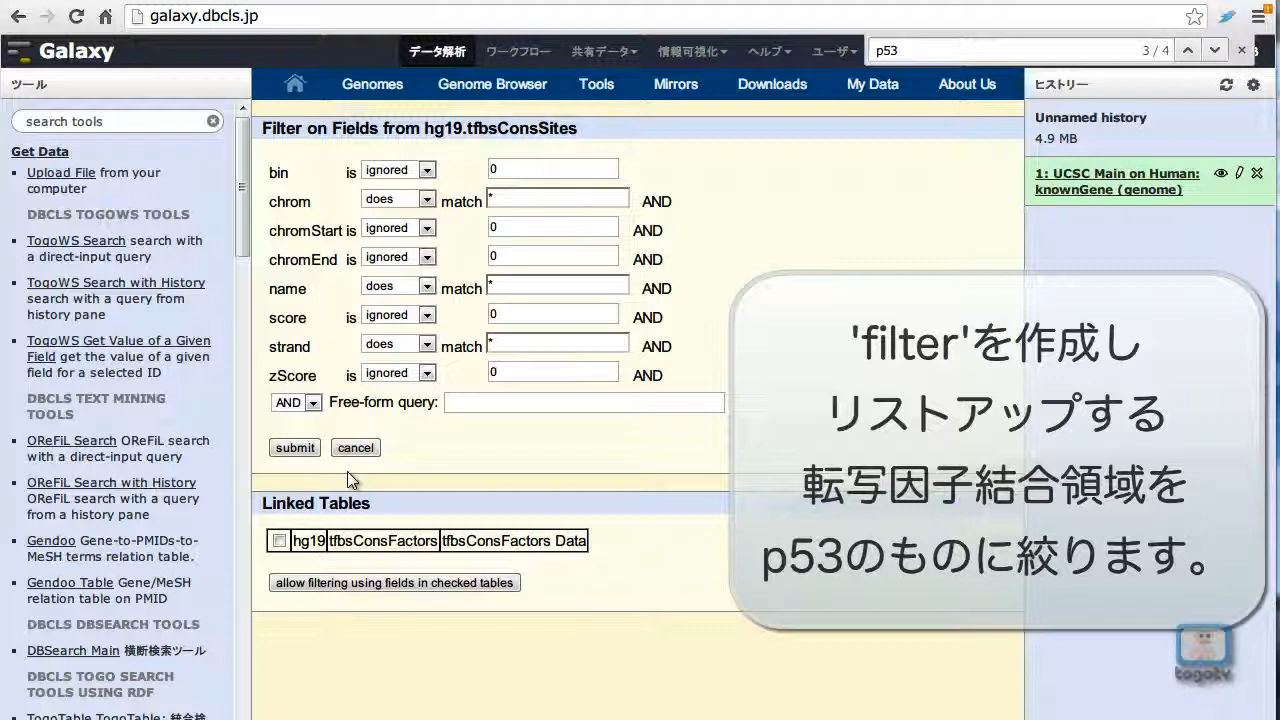 galaxy.dbcls.jp
Galaxy
データ解析 ワークフロー 共有データ 情報可視化 ヘルプ ユーザ
p53 3 / 4
ツール
search tools
Get Data
Upload File from your
computer
DBCLS TOGOWS TOOLS
TogoWS Search search with
a direct-input query
TogoWS Search with History
search with a query from
history pane
TogoWS Get Value of a Given
Field get the value of a given
field for a selected ID
DBCLS TEXT MINING
TOOLS
OReFiL Search OReFiL search
with a direct-input query
OReFiL Search with History
OReFiL search with a query
from a history pane
Gendoo Gene-to-PMIDs-to-
MeSH terms relation table.
Gendoo Table Gene/MeSH
relation table on PMID
DBCLS DBSEARCH TOOLS
DBSearch Main 横断検索ツール
DBCLS TOGO SEARCH
TOOLS USING RDF
TogoTable TogoTable: 統合検
Genomes Genome Browser Tools Mirrors Downloads My Data About Us
Filter on Fields from hg19.tfbsConsSites
bin is ignored 0
chrom does match * AND
chromStart is ignored 0 AND
chromEnd is ignored 0 AND
name does match * AND
score is ignored 0 AND
strand does match * AND
zScore is ignored 0 AND
AND Free-form query:
submit cancel
Linked Tables
hg19 tfbsConsFactors tfbsConsFactors Data
allow filtering using fields in checked tables
ヒストリー
Unnamed history
4.9 MB
1: UCSC Main on Human:
knownGene (genome)
'filter'を作成し
リストアップする
転写因子結合領域を
p53のものに絞ります。
togotv